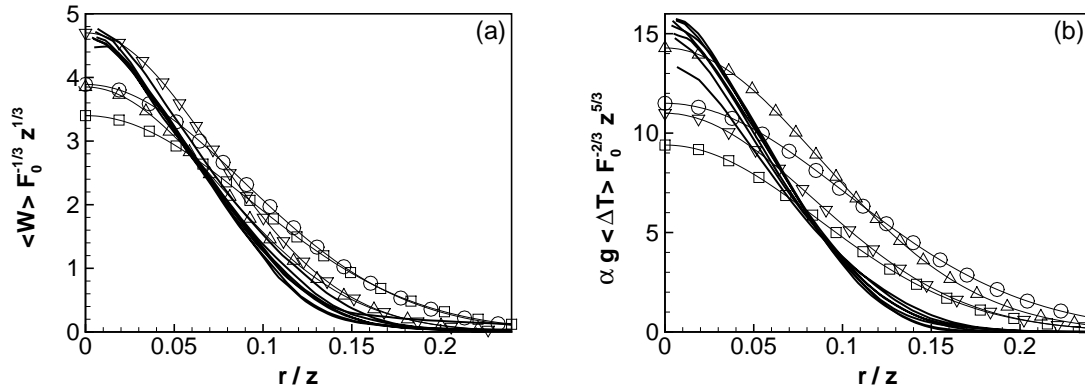 (a)
5
4
3
2
1
0
<W> F₀^{-1/3} z^{1/3}
0 0.05 0.1 0.15 0.2
r / z
(b)
15
10
5
0
α g <ΔT> F₀^{-2/3} z^{5/3}
0 0.05 0.1 0.15 0.2
r / z